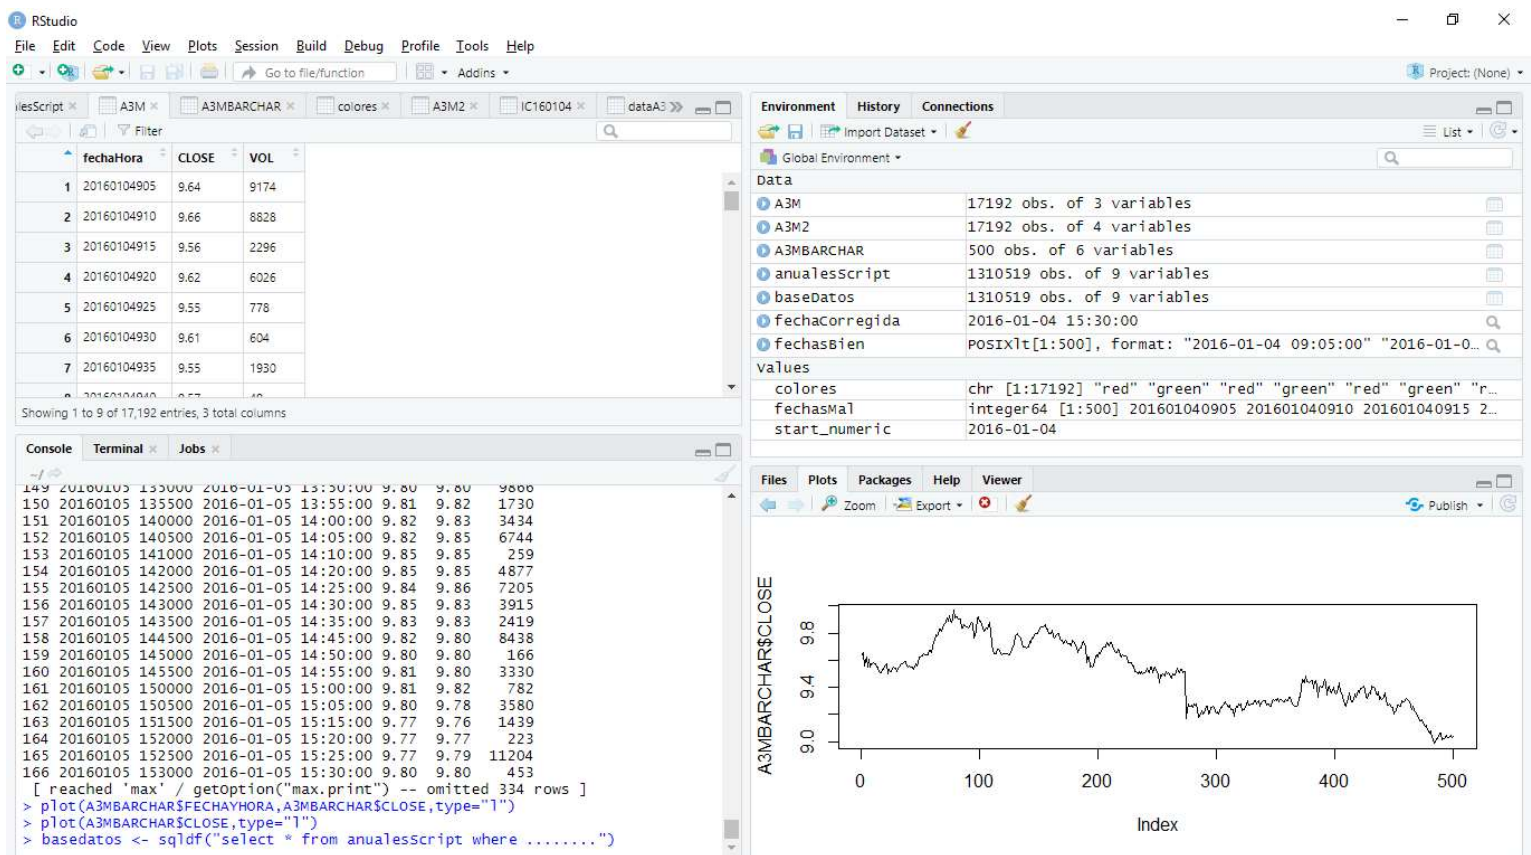 RStudio
File Edit Code View Plots Session Build Debug Profile Tools Help
Go to file/function Addins Project: (None)
lesScript A3M A3MBARCHAR colores A3M2 IC160104 dataA3
Filter
fechaHora CLOSE VOL
1 20160104905 9.64 9174
2 20160104910 9.66 8828
3 20160104915 9.56 2296
4 20160104920 9.62 6026
5 20160104925 9.55 778
6 20160104930 9.61 604
7 20160104935 9.55 1930
Showing 1 to 9 of 17,192 entries, 3 total columns
Console Terminal Jobs
~/
149 20160105 135000 2016-01-05 13:50:00 9.80 9.80 9866
150 20160105 135500 2016-01-05 13:55:00 9.81 9.82 1730
151 20160105 140000 2016-01-05 14:00:00 9.82 9.83 3434
152 20160105 140500 2016-01-05 14:05:00 9.82 9.85 6744
153 20160105 141000 2016-01-05 14:10:00 9.85 9.85 259
154 20160105 142000 2016-01-05 14:20:00 9.85 9.85 4877
155 20160105 142500 2016-01-05 14:25:00 9.84 9.86 7205
156 20160105 143000 2016-01-05 14:30:00 9.85 9.83 3915
157 20160105 143500 2016-01-05 14:35:00 9.83 9.83 2419
158 20160105 144500 2016-01-05 14:45:00 9.82 9.80 8438
159 20160105 145000 2016-01-05 14:50:00 9.80 9.80 166
160 20160105 145500 2016-01-05 14:55:00 9.81 9.80 3330
161 20160105 150000 2016-01-05 15:00:00 9.81 9.82 782
162 20160105 150500 2016-01-05 15:05:00 9.80 9.78 3580
163 20160105 151500 2016-01-05 15:15:00 9.77 9.76 1439
164 20160105 152000 2016-01-05 15:20:00 9.77 9.77 223
165 20160105 152500 2016-01-05 15:25:00 9.77 9.79 11204
166 20160105 153000 2016-01-05 15:30:00 9.80 9.80 453
[ reached 'max' / getOption("max.print") -- omitted 334 rows ]
> plot(A3MBARCHAR$FECHAYHORA,A3MBARCHAR$CLOSE,type="l")
> plot(A3MBARCHAR$CLOSE,type="l")
> basedatos <- sqldf("select * from anualesScript where ........")
Environment History Connections
Import Dataset List
Global Environment
Data
A3M 17192 obs. of 3 variables
A3M2 17192 obs. of 4 variables
A3MBARCHAR 500 obs. of 6 variables
anualesScript 1310519 obs. of 9 variables
baseDatos 1310519 obs. of 9 variables
fechaCorregida 2016-01-04 15:30:00
fechasBien POSIXlt[1:500], format: "2016-01-04 09:05:00" "2016-01-0…
Values
colores chr [1:17192] "red" "green" "red" "green" "red" "green" "r…
fechasMal integer64 [1:500] 201601040905 201601040910 201601040915 2…
start_numeric 2016-01-04
Files Plots Packages Help Viewer
Zoom Export Publish
A3MBARCHAR$CLOSE
9.8
9.4
9.0
0 100 200 300 400 500
Index